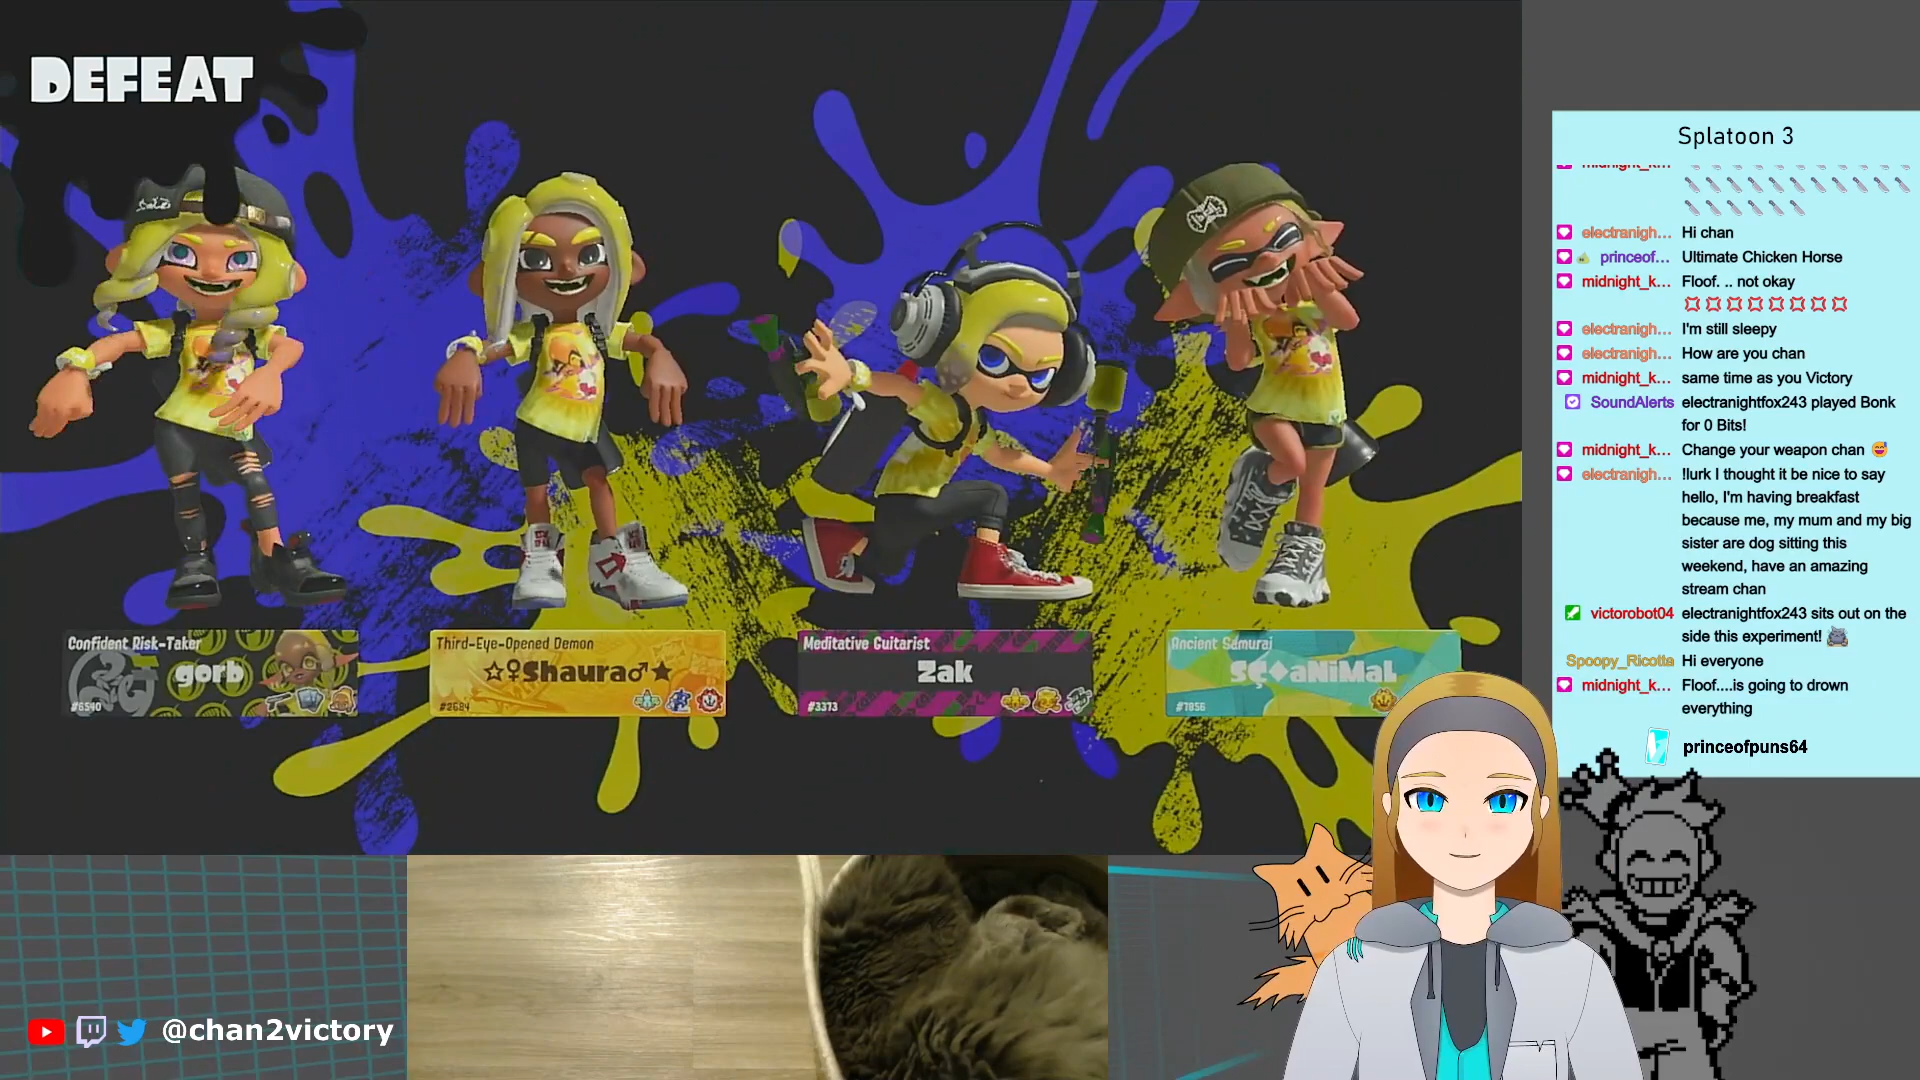 DEFEAT
Confident Risk-Taker
gorb
#6540
Third-Eye-Opened Demon
☆♀Shaura♂★
#2684
Meditative Guitarist
Zak
#3373
Ancient Samurai
SÇ◆aNiMaL
#7856
@chan2victory
Splatoon 3
midnight_k...
electranigh... Hi chan
princeof... Ultimate Chicken Horse
midnight_k... Floof. .. not okay
electranigh... I'm still sleepy
electranigh... How are you chan
midnight_k... same time as you Victory
SoundAlerts electranightfox243 played Bonk
for 0 Bits!
midnight_k... Change your weapon chan 😅
electranigh... !lurk I thought it be nice to say
hello, I'm having breakfast
because me, my mum and my big
sister are dog sitting this
weekend, have an amazing
stream chan
victorobot04 electranightfox243 sits out on the
side this experiment!
Spoopy_Ricotta Hi everyone
midnight_k... Floof....is going to drown
everything
princeofpuns64